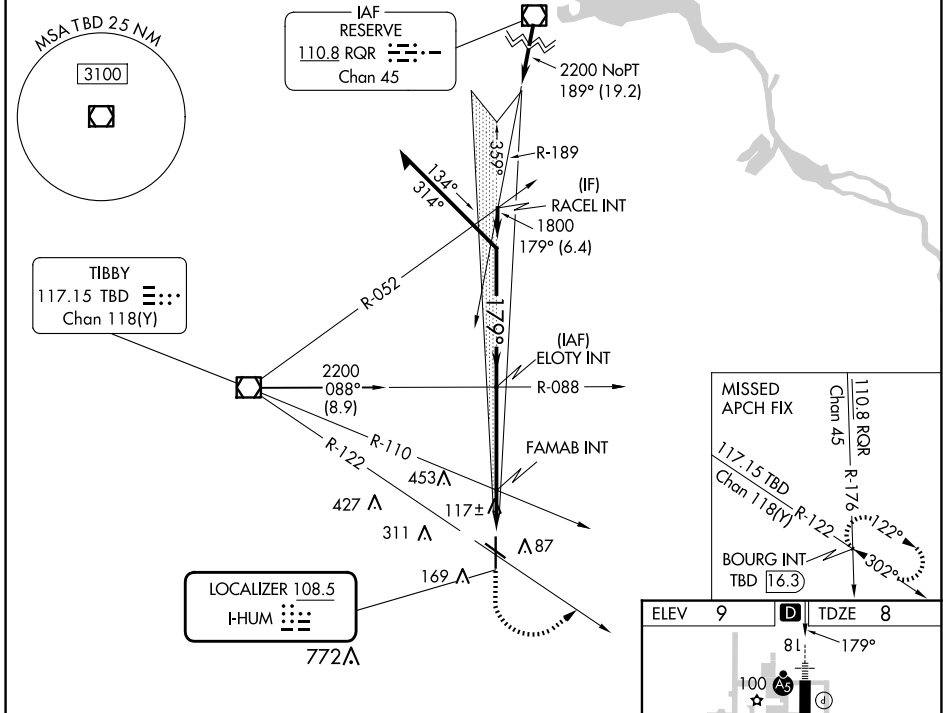 MSA TBD 25 NM
3100
IAF
RESERVE
110.8 RQR
Chan 45
2200 NoPT
189° (19.2)
359°
R-189
134°
314°
(IF)
RACEL INT
1800
179° (6.4)
TIBBY
117.15 TBD
Chan 118(Y)
R-052
179°
(IAF)
ELOTY INT
2200
088°
(8.9)
R-088
R-110
R-122
FAMAB INT
453
427
117±
311
87
169
LOCALIZER 108.5
I-HUM
772
MISSED
APCH FIX
110.8 RQR
Chan 45
R-176
117.15 TBD
Chan 118(Y)
R-122
122°
302°
BOURG INT
TBD 16.3
ELEV 9
D
TDZE 8
18
179°
100
A5
P